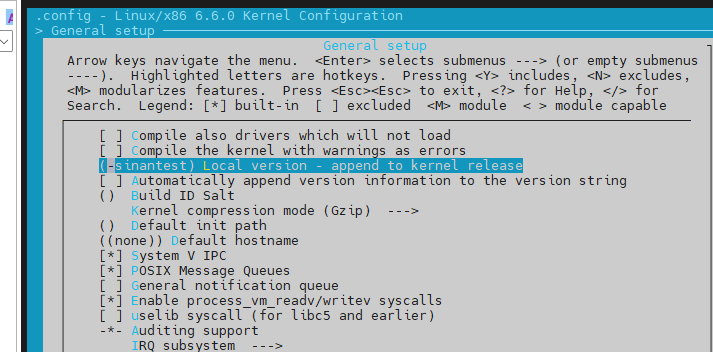 .config - Linux/x86 6.6.0 Kernel Configuration
> General setup
General setup
Arrow keys navigate the menu.  <Enter> selects submenus ---> (or empty submenus
----).  Highlighted letters are hotkeys.  Pressing <Y> includes, <N> excludes,
<M> modularizes features.  Press <Esc><Esc> to exit, <?> for Help, </> for
Search.  Legend: [*] built-in  [ ] excluded  <M> module  < > module capable
[ ] Compile also drivers which will not load
[ ] Compile the kernel with warnings as errors
(-sinantest) Local version - append to kernel release
[ ] Automatically append version information to the version string
()  Build ID Salt
Kernel compression mode (Gzip)  --->
()  Default init path
((none)) Default hostname
[*] System V IPC
[*] POSIX Message Queues
[ ] General notification queue
[*] Enable process_vm_readv/writev syscalls
[ ] uselib syscall (for libc5 and earlier)
-*- Auditing support
IRQ subsystem  --->